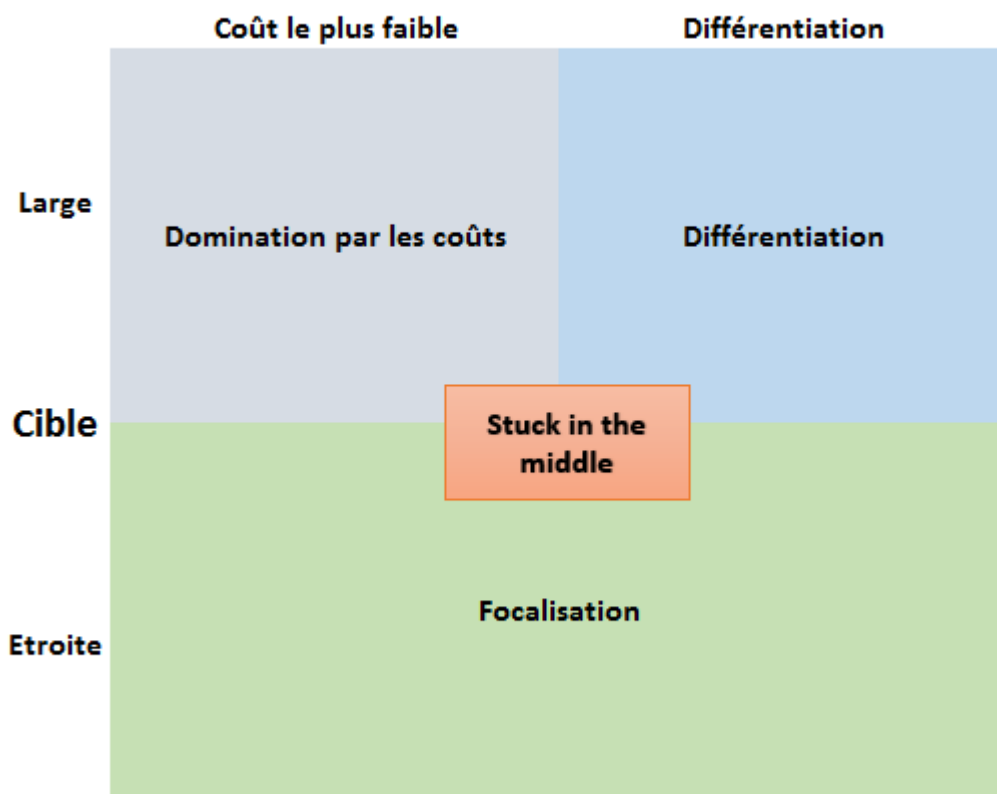 Coût le plus faible
Différentiation
Large
Domination par les coûts
Différentiation
Cible
Stuck in the
middle
Focalisation
Etroite